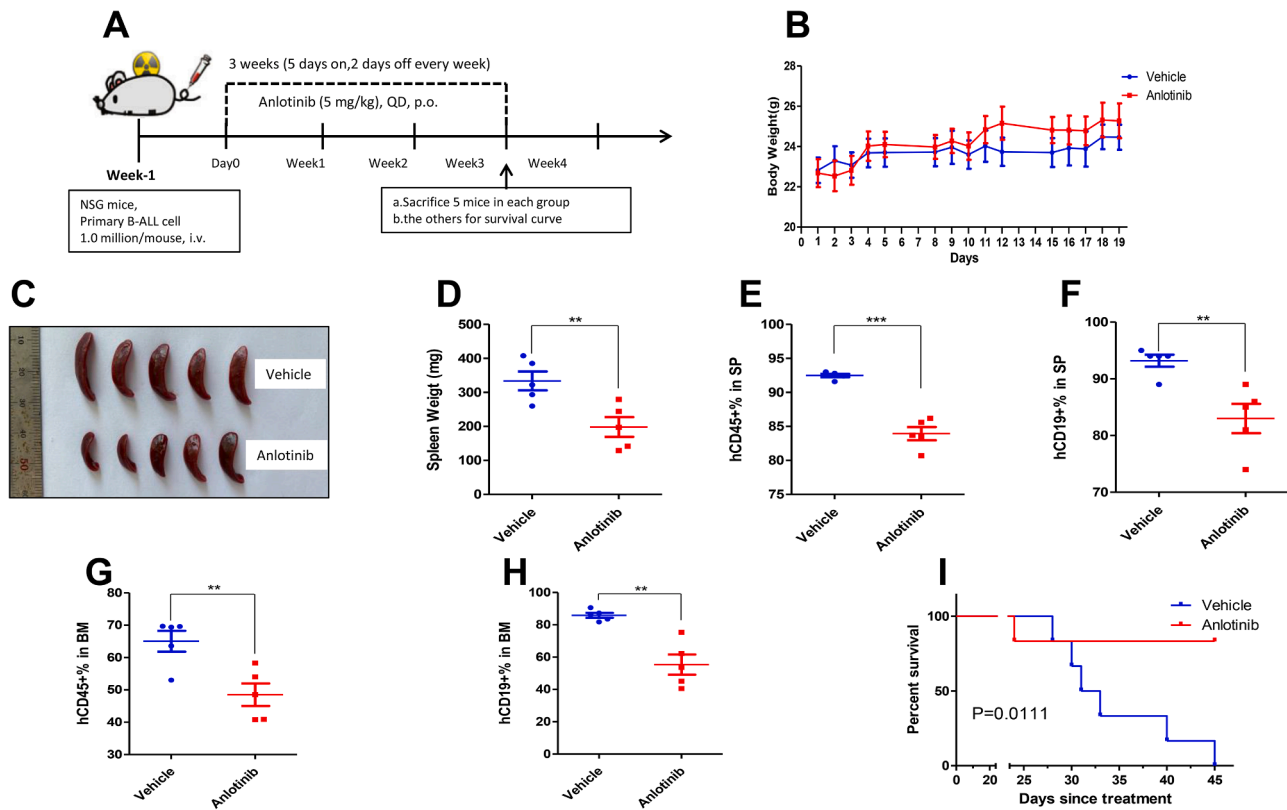 A
3 weeks (5 days on,2 days off every week)
Anlotinib (5 mg/kg), QD, p.o.
Day0
Week1
Week2
Week3
Week4
Week-1
NSG mice,
Primary B-ALL cell
1.0 million/mouse, i.v.
a.Sacrifice 5 mice in each group
b.the others for survival curve
B
Vehicle
Anlotinib
Body Weight(g)
28
26
24
22
20
0 1 2 3 4 5 6 7 8 9 10 11 12 13 14 15 16 17 18 19
Days
C
10
20
30
40
50
60
Vehicle
Anlotinib
D
**
Spleen Weigt (mg)
500
400
300
200
100
0
Vehicle
Anlotinib
E
***
hCD45+% in SP
100
95
90
85
80
75
Vehicle
Anlotinib
F
**
hCD19+% in SP
100
90
80
70
Vehicle
Anlotinib
G
**
hCD45+% in BM
80
70
60
50
40
30
Vehicle
Anlotinib
H
**
hCD19+% in BM
100
80
60
40
20
0
Vehicle
Anlotinib
I
Vehicle
Anlotinib
Percent survival
100
50
0
P=0.0111
0 20 25 30 35 40 45
Days since treatment